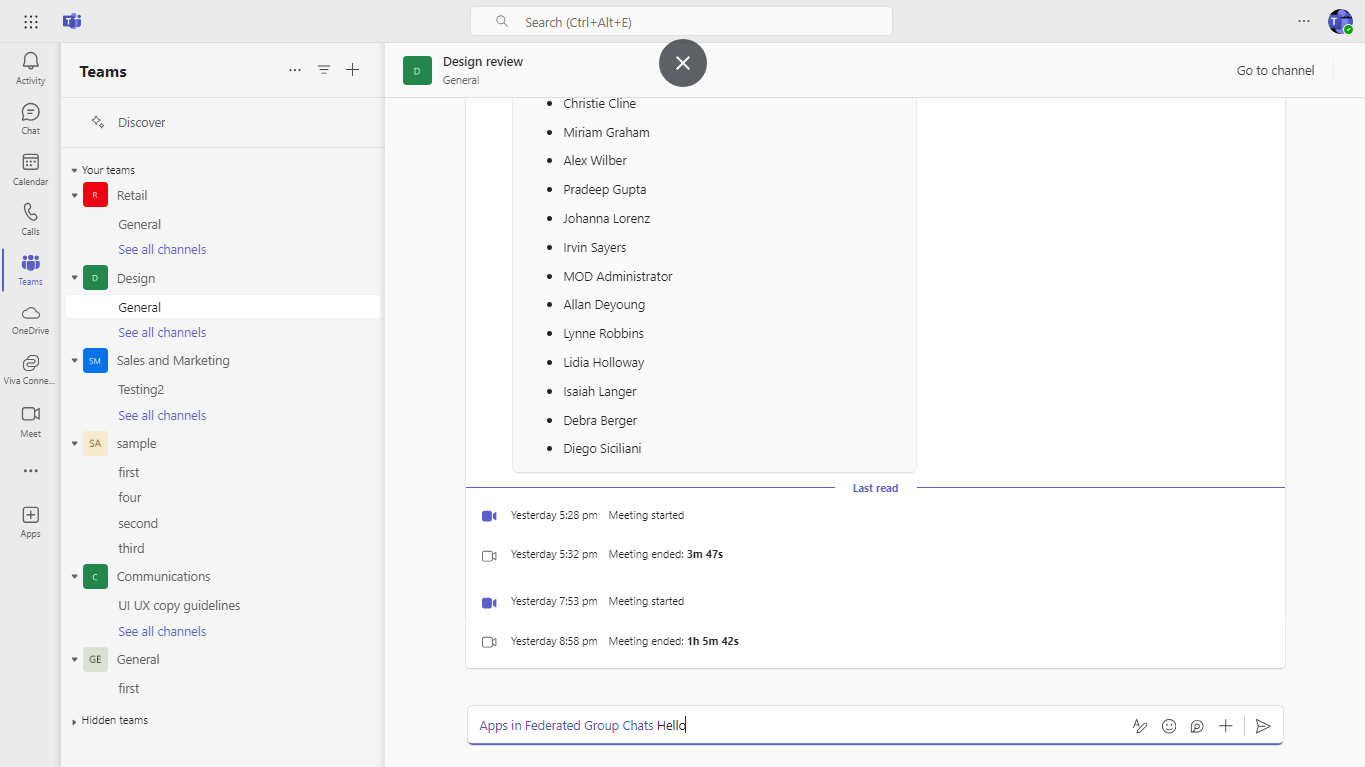 Search (Ctrl+Alt+E)
Activity
Chat
Calendar
Calls
Teams
OneDrive
Viva Conne...
Meet
Apps
Teams
Discover
Your teams
R Retail
General
See all channels
D Design
General
See all channels
SM Sales and Marketing
Testing2
See all channels
SA sample
first
four
second
third
C Communications
UI UX copy guidelines
See all channels
GE General
first
Hidden teams
D Design review
General
Go to channel
Christie Cline
Miriam Graham
Alex Wilber
Pradeep Gupta
Johanna Lorenz
Irvin Sayers
MOD Administrator
Allan Deyoung
Lynne Robbins
Lidia Holloway
Isaiah Langer
Debra Berger
Diego Siciliani
Last read
Yesterday 5:28 pm Meeting started
Yesterday 5:32 pm Meeting ended: 3m 47s
Yesterday 7:53 pm Meeting started
Yesterday 8:58 pm Meeting ended: 1h 5m 42s
Apps in Federated Group Chats Hello